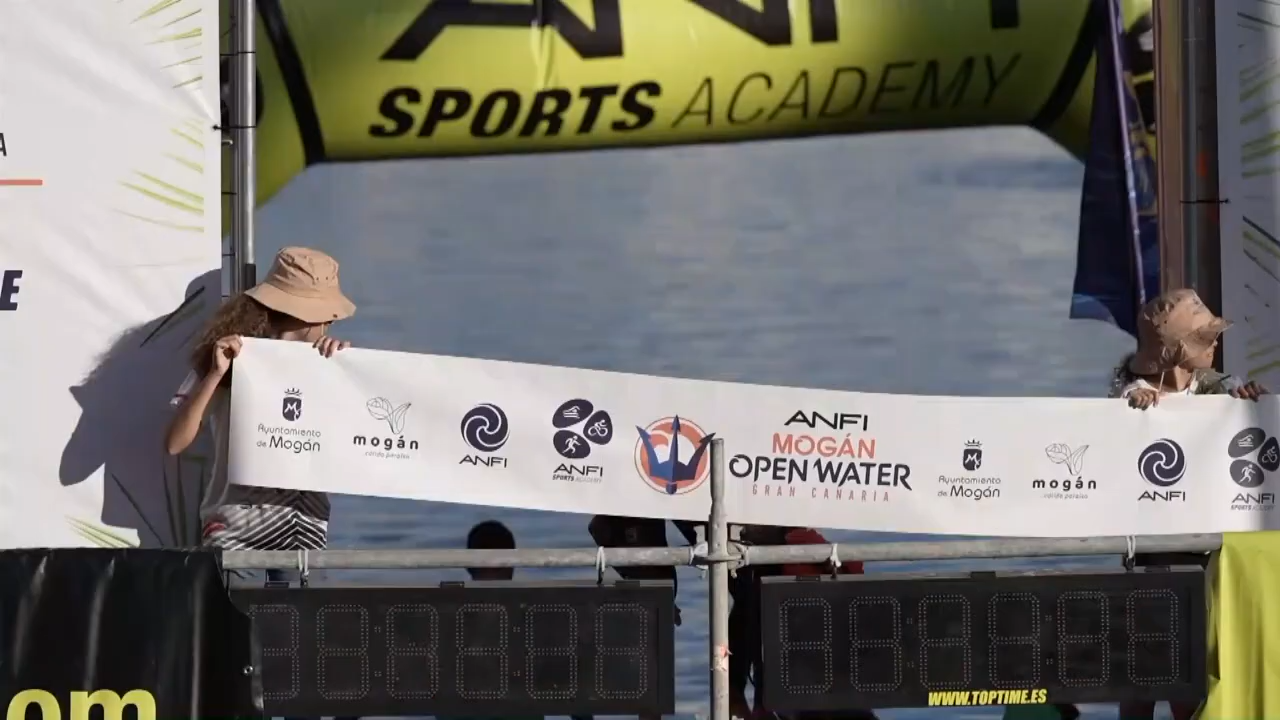 ANFI
SPORTS ACADEMY
A
E
Ayuntamiento
de Mogán
mogán
ANFI
ANFI
SPORTS ACADEMY
ANFI
MOGÁN
OPEN WATER
GRAN CANARIA
Ayuntamiento
de Mogán
mogán
ANFI
ANFI
SPORTS ACADEMY
WWW.TOPTIME.ES
om